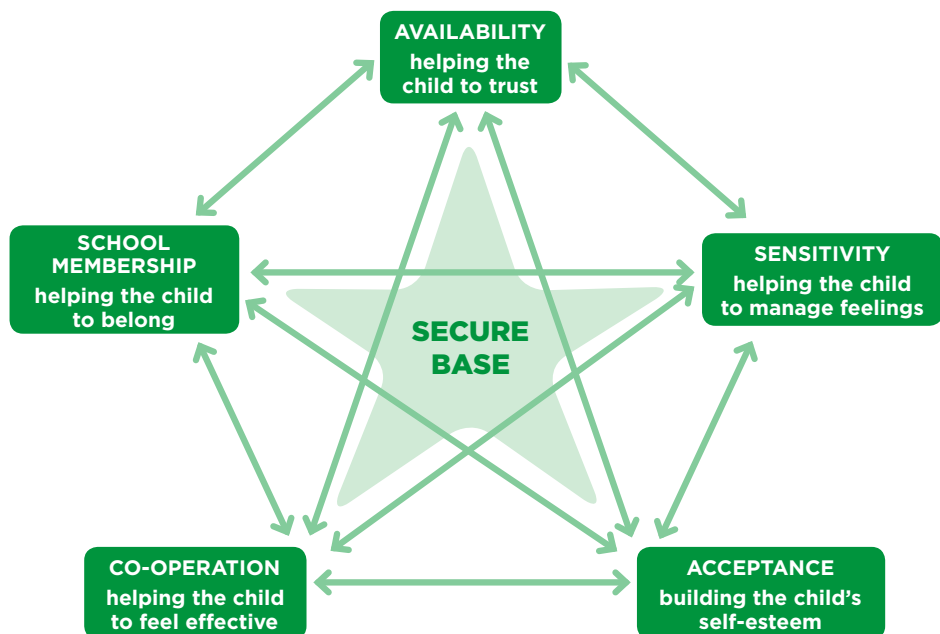 AVAILABILITY
helping the
child to trust
SCHOOL
MEMBERSHIP
helping the child
to belong
SENSITIVITY
helping the child
to manage feelings
SECURE
BASE
CO-OPERATION
helping the child
to feel effective
ACCEPTANCE
building the child's
self-esteem